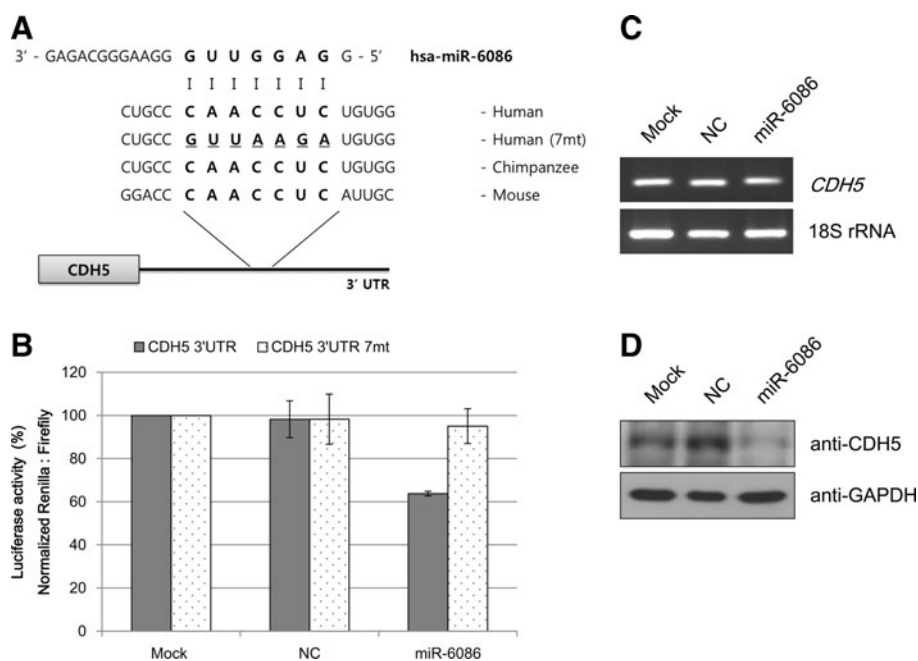 A
3′ - GAGACGGGAAGG G U U G G A G G - 5′ hsa-miR-6086
I I I I I I I
CUGCC C A A C C U C UGUGG - Human
CUGCC G U U A A G A UGUGG - Human (7mt)
CUGCC C A A C C U C UGUGG - Chimpanzee
GGACC C A A C C U C AUUGC - Mouse
CDH5
3′ UTR
B
CDH5 3'UTR CDH5 3'UTR 7mt
Luciferase activity (%)
Normalized Renilla : Firefily
120
100
80
60
40
20
0
Mock NC miR-6086
C
Mock NC miR-6086
CDH5
18S rRNA
D
Mock NC miR-6086
anti-CDH5
anti-GAPDH